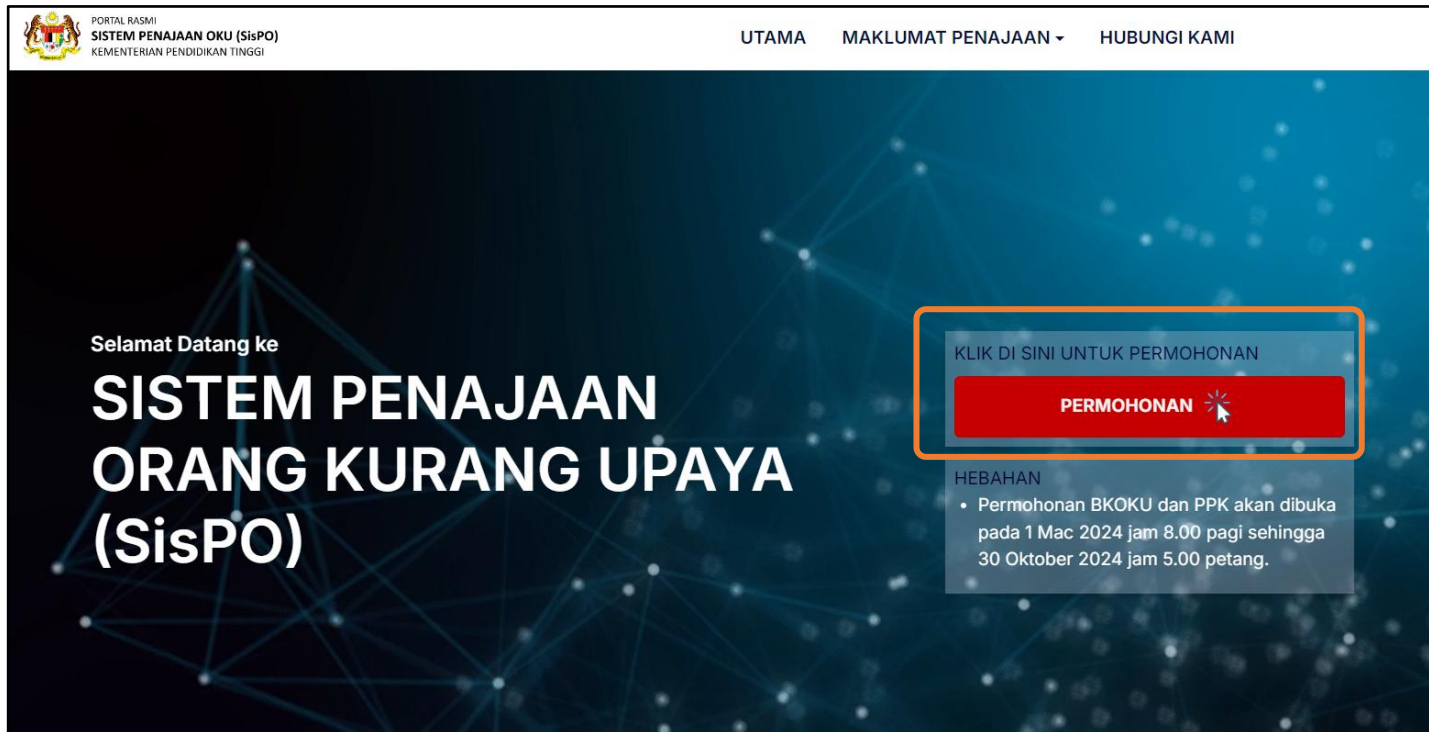 PORTAL RASMI
SISTEM PENAJAAN OKU (SisPO)
KEMENTERIAN PENDIDIKAN TINGGI
UTAMA MAKLUMAT PENAJAAN HUBUNGI KAMI
Selamat Datang ke
SISTEM PENAJAAN
ORANG KURANG UPAYA
(SisPO)
KLIK DI SINI UNTUK PERMOHONAN
PERMOHONAN
HEBAHAN
• Permohonan BKOKU dan PPK akan dibuka
pada 1 Mac 2024 jam 8.00 pagi sehingga
30 Oktober 2024 jam 5.00 petang.